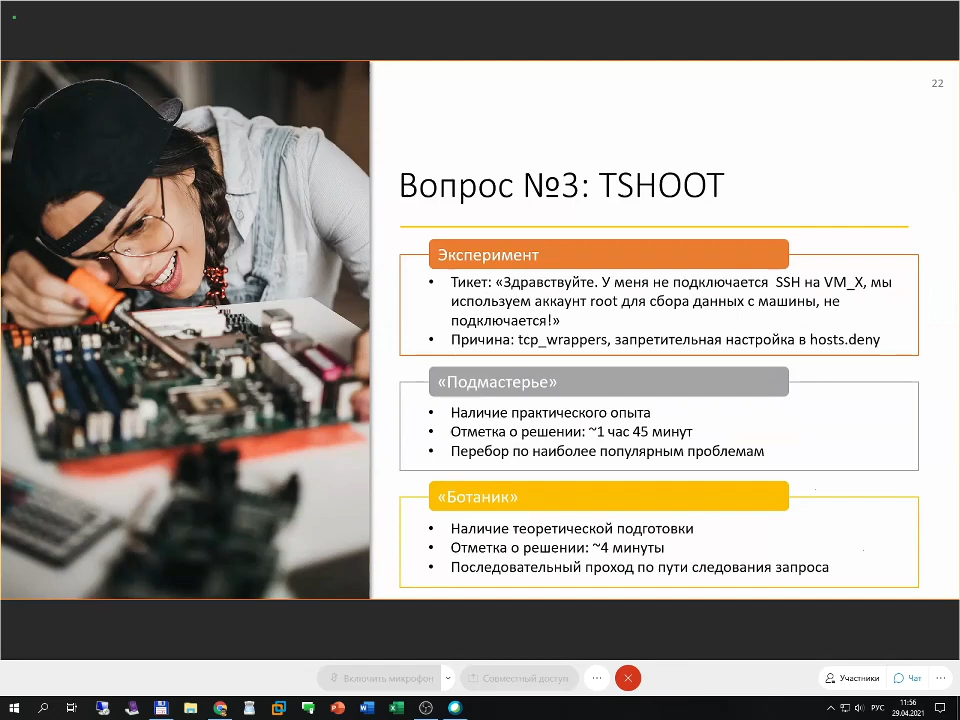 22
Вопрос №3: TSHOOT
Эксперимент
• Тикет: «Здравствуйте. У меня не подключается SSH на VM_X, мы
используем аккаунт root для сбора данных с машины, не
подключается!»
• Причина: tcp_wrappers, запретительная настройка в hosts.deny
«Подмастерье»
• Наличие практического опыта
• Отметка о решении: ~1 час 45 минут
• Перебор по наиболее популярным проблемам
«Ботаник»
• Наличие теоретической подготовки
• Отметка о решении: ~4 минуты
• Последовательный проход по пути следования запроса
Включить микрофон
Совместный доступ
Участники
Чат
РУС
11:56
29.04.2021